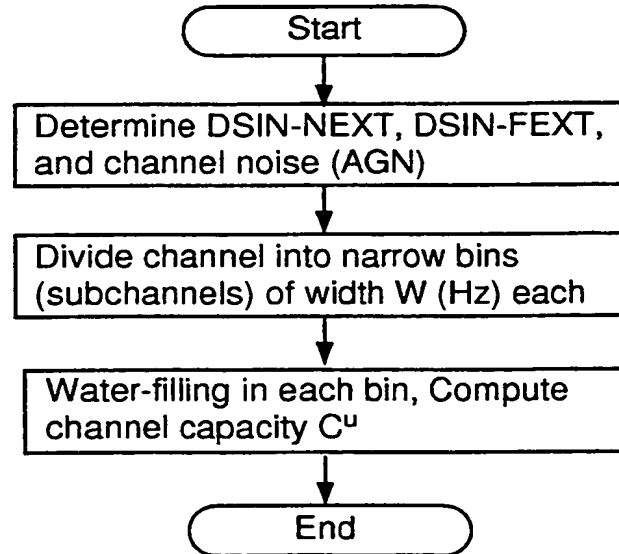 Start
Determine DSIN-NEXT, DSIN-FEXT,
and channel noise (AGN)
Divide channel into narrow bins
(subchannels) of width W (Hz) each
Water-filling in each bin, Compute
channel capacity Cᵘ
End